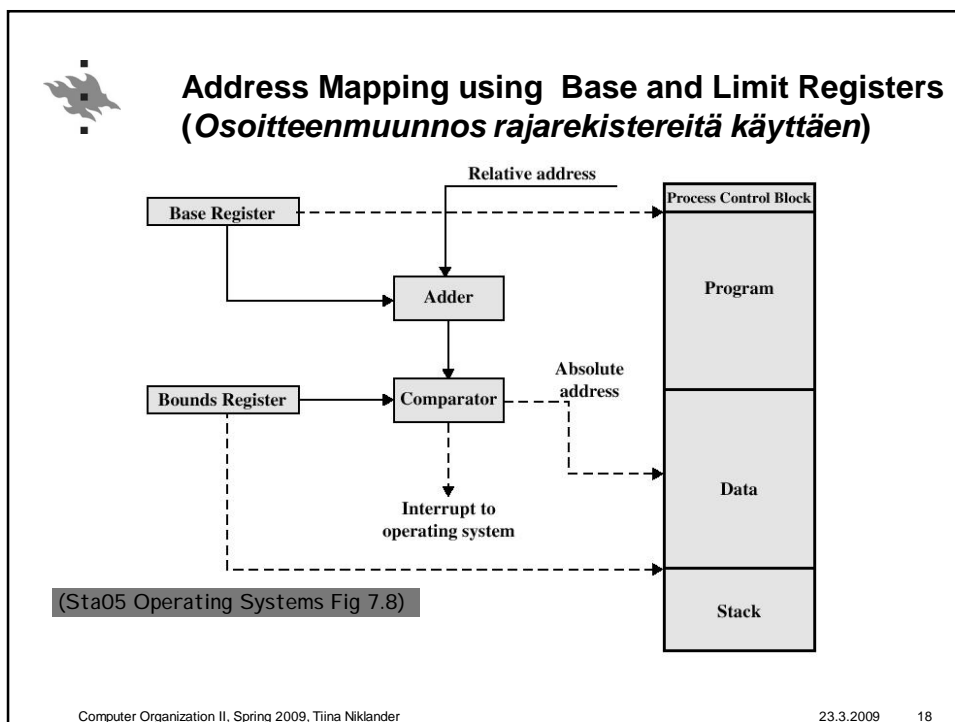 Address Mapping using Base and Limit Registers
(Osoitteenmuunnos rajarekistereitä käyttäen)
Relative address
Process Control Block
Base Register
Program
Adder
Absolute
address
Bounds Register
Comparator
Data
Interrupt to
operating system
(Sta05 Operating Systems Fig 7.8)
Stack
Computer Organization II, Spring 2009, Tiina Niklander
23.3.2009
18